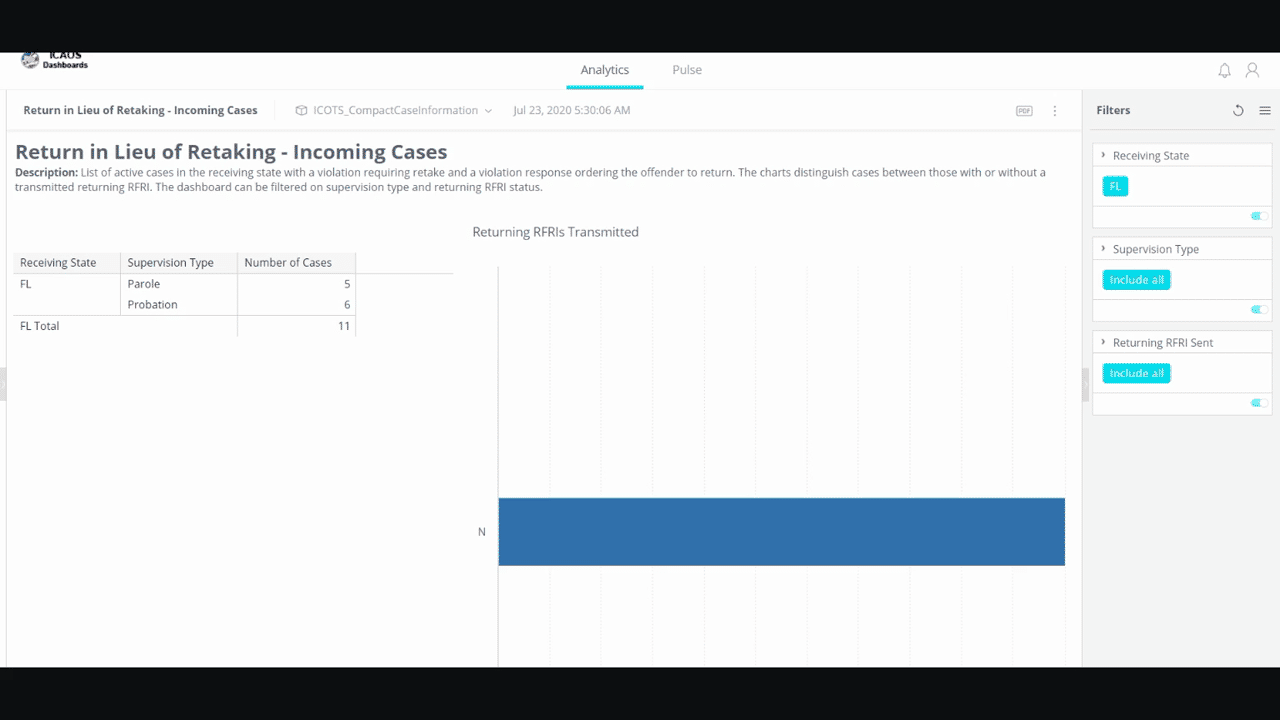 ICAOS
Dashboards
Analytics
Pulse
Return in Lieu of Retaking - Incoming Cases
ICOTS_CompactCaseInformation
Jul 23, 2020 5:30:06 AM
PDF
Filters
Return in Lieu of Retaking - Incoming Cases
Description: List of active cases in the receiving state with a violation requiring retake and a violation response ordering the offender to return. The charts distinguish cases between those with or without a
transmitted returning RFRI. The dashboard can be filtered on supervision type and returning RFRI status.
Returning RFRIs Transmitted
Receiving State Supervision Type Number of Cases
FL Parole 5
Probation 6
FL Total 11
N
Receiving State
FL
Supervision Type
Include all
Returning RFRI Sent
Include all